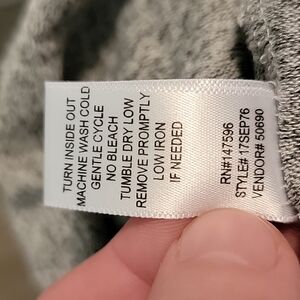 TURN INSIDE OUT
MACHINE WASH COLD
GENTLE CYCLE
NO BLEACH
TUMBLE DRY LOW
REMOVE PROMPTLY
LOW IRON
IF NEEDED
RN#147596
STYLE# 17SEP76
VENDOR# 50690